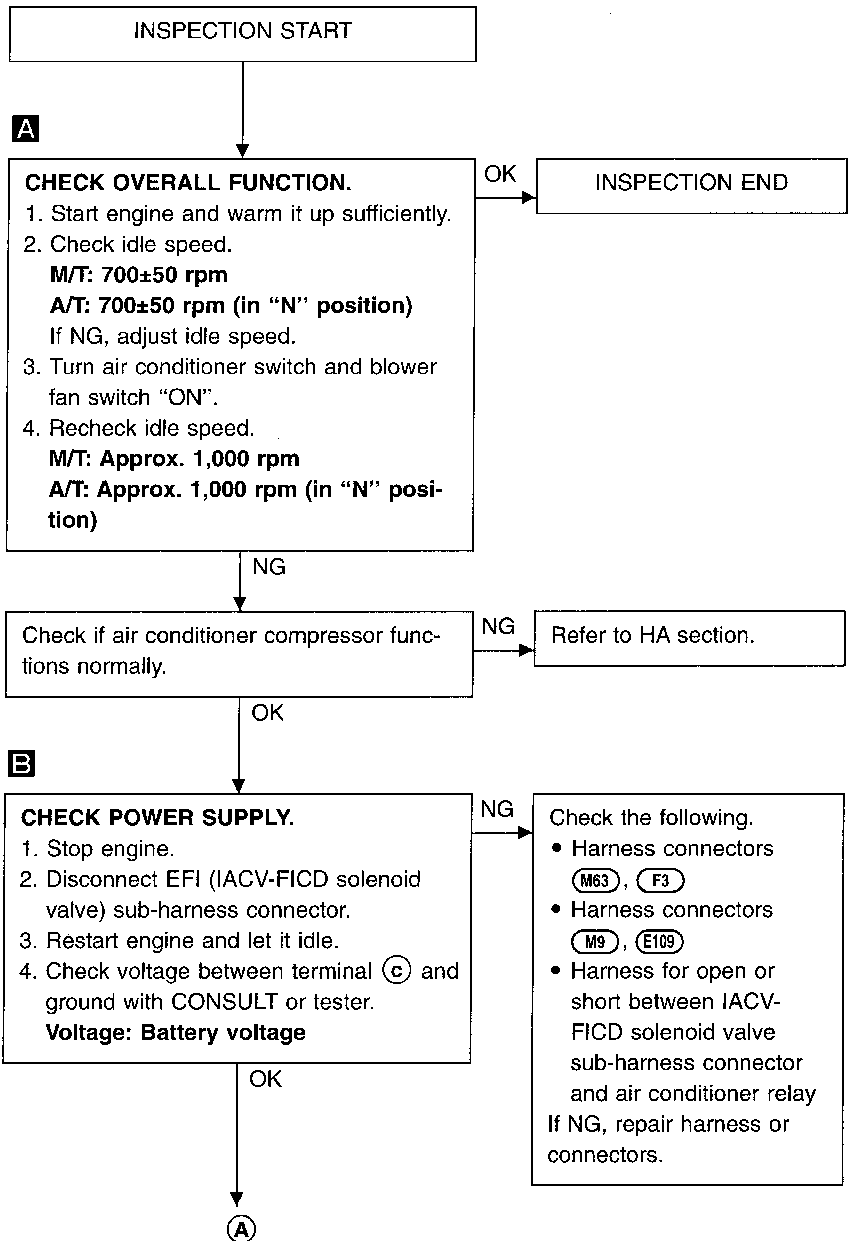 INSPECTION START
A
CHECK OVERALL FUNCTION.
1. Start engine and warm it up sufficiently.
2. Check idle speed.
M/T: 700±50 rpm
A/T: 700±50 rpm (in “N” position)
If NG, adjust idle speed.
3. Turn air conditioner switch and blower
fan switch “ON”.
4. Recheck idle speed.
M/T: Approx. 1,000 rpm
A/T: Approx. 1,000 rpm (in “N” posi-
tion)
OK
INSPECTION END
NG
Check if air conditioner compressor func-
tions normally.
NG
Refer to HA section.
OK
B
CHECK POWER SUPPLY.
1. Stop engine.
2. Disconnect EFI (IACV-FICD solenoid
valve) sub-harness connector.
3. Restart engine and let it idle.
4. Check voltage between terminal c and
ground with CONSULT or tester.
Voltage: Battery voltage
NG
Check the following.
• Harness connectors
M63, F3
• Harness connectors
M9, E109
• Harness for open or
short between IACV-
FICD solenoid valve
sub-harness connector
and air conditioner relay
If NG, repair harness or
connectors.
OK
A